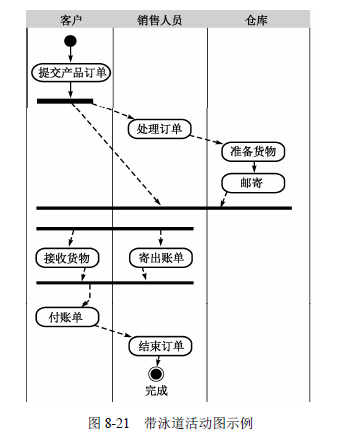 客户 销售人员 仓库
提交产品订单
处理订单
准备货物
邮寄
接收货物 寄出账单
付账单
结束订单
完成
图 8-21 带泳道活动图示例